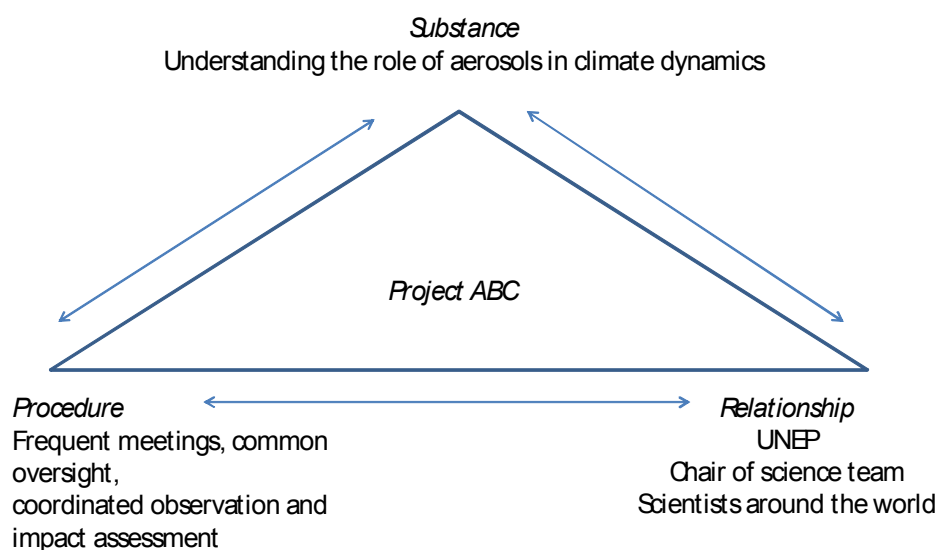 Substance
Understanding the role of aerosols in climate dynamics
Project ABC
Procedure
Frequent meetings, common
oversight,
coordinated observation and
impact assessment
Relationship
UNEP
Chair of science team
Scientists around the world